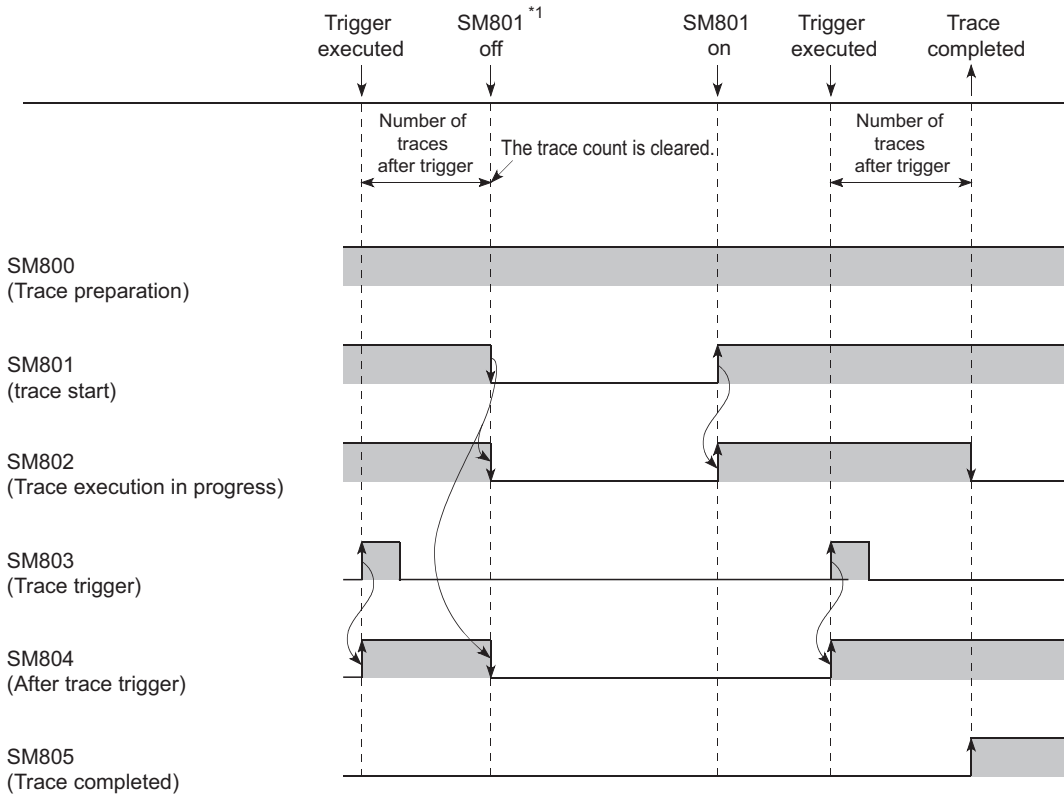 Trigger
executed
SM801 *1
off
SM801
on
Trigger
executed
Trace
completed
Number of
traces
after trigger
The trace count is cleared.
Number of
traces
after trigger
SM800
(Trace preparation)
SM801
(trace start)
SM802
(Trace execution in progress)
SM803
(Trace trigger)
SM804
(After trace trigger)
SM805
(Trace completed)